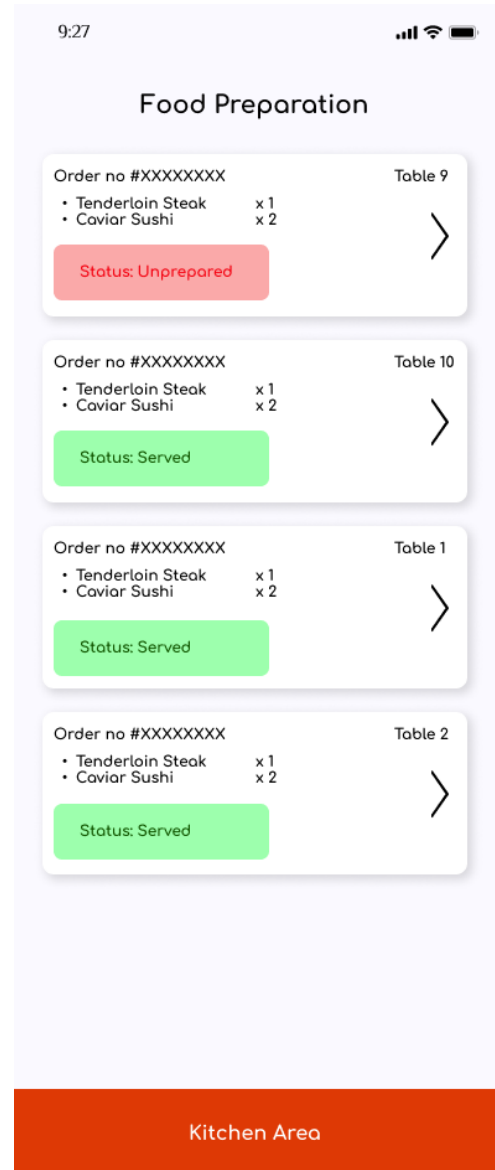 9:27
Food Preparation
Order no #XXXXXXXX Table 9
• Tenderloin Steak x 1
• Caviar Sushi x 2
Status: Unprepared
Order no #XXXXXXXX Table 10
• Tenderloin Steak x 1
• Caviar Sushi x 2
Status: Served
Order no #XXXXXXXX Table 1
• Tenderloin Steak x 1
• Caviar Sushi x 2
Status: Served
Order no #XXXXXXXX Table 2
• Tenderloin Steak x 1
• Caviar Sushi x 2
Status: Served
Kitchen Area